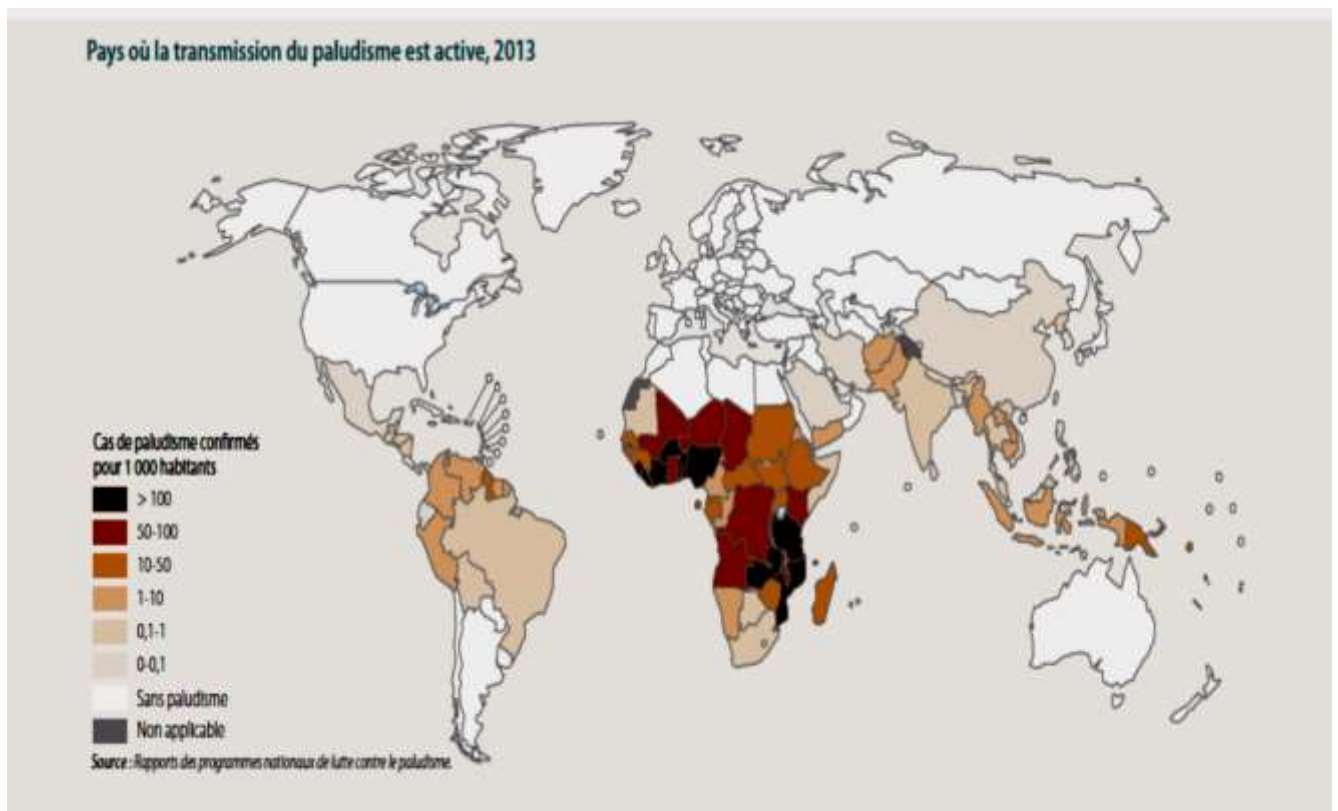 Pays où la transmission du paludisme est active, 2013
Cas de paludisme confirmés
pour 1 000 habitants
> 100
50-100
10-50
1-10
0,1-1
0-0,1
Sans paludisme
Non applicable
Source : Rapports des programmes nationaux de lutte contre le paludisme.